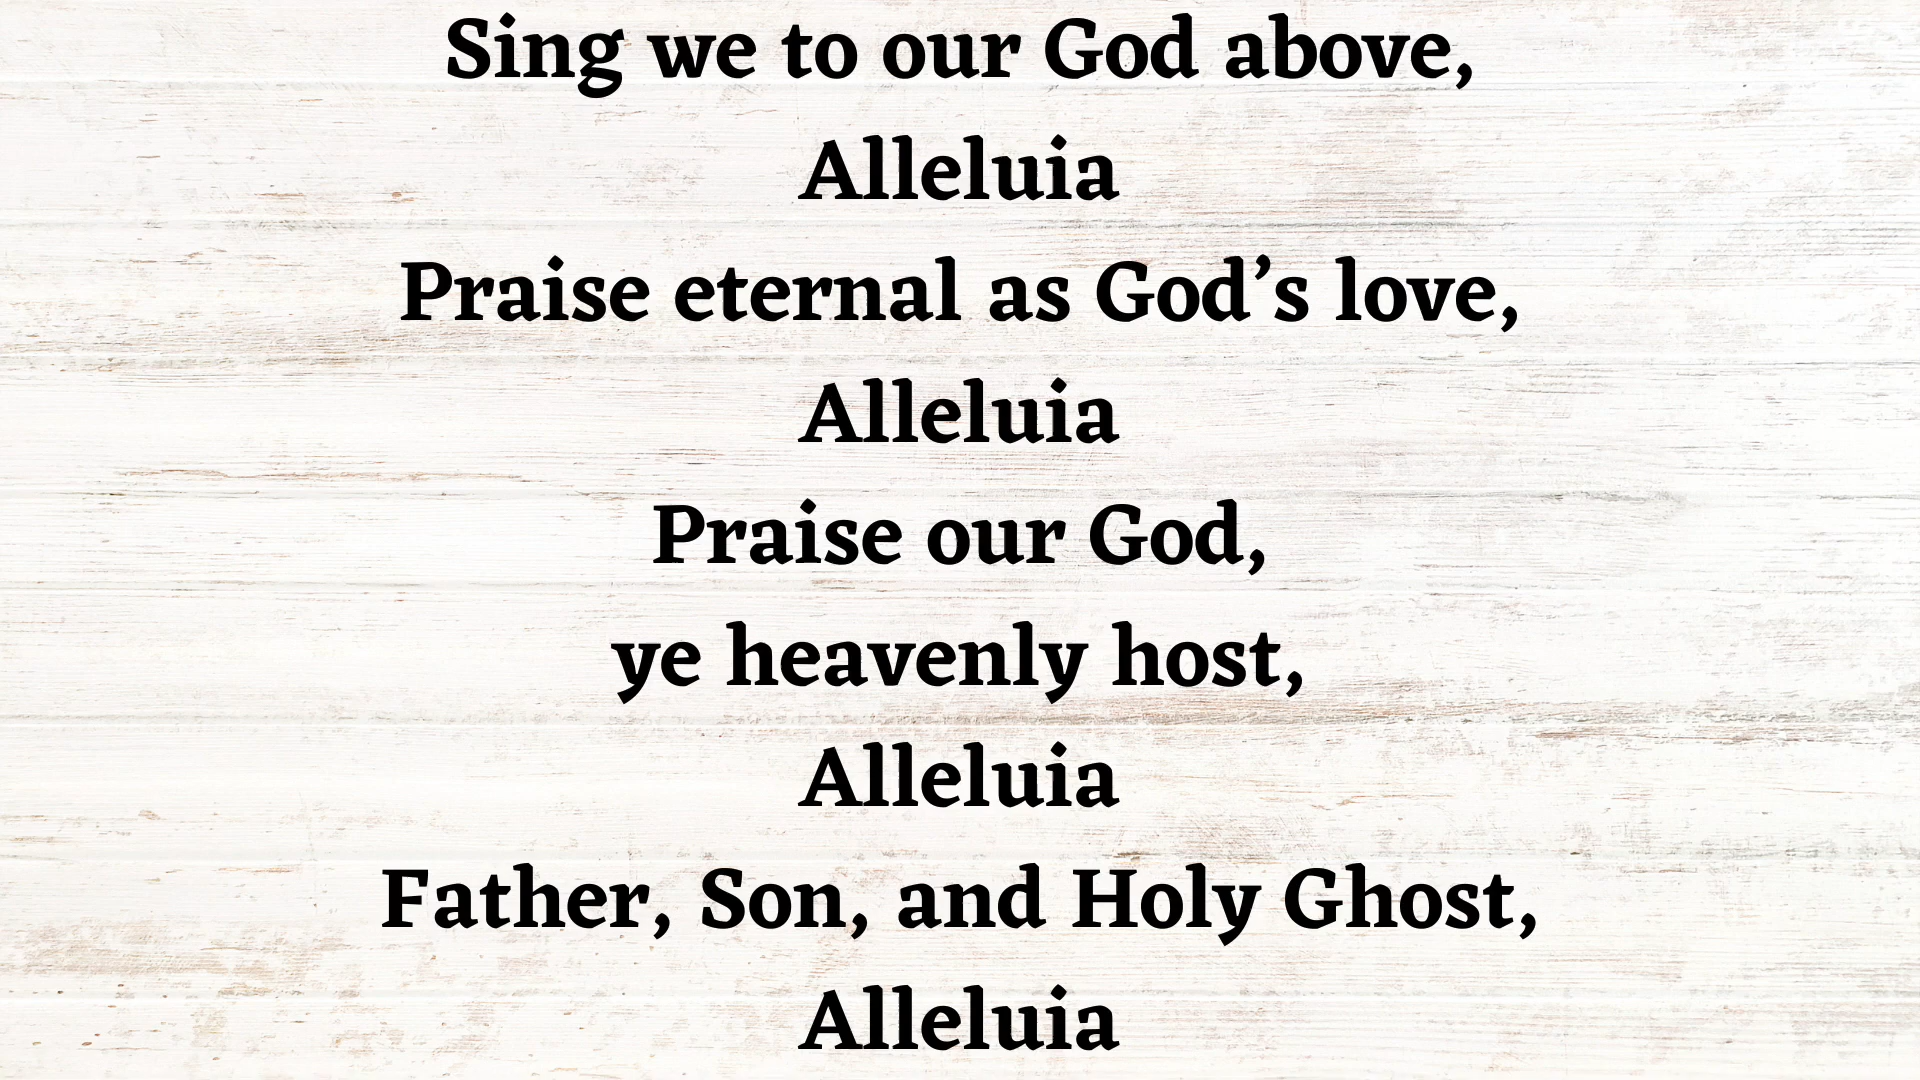 Sing we to our God above,
Alleluia
Praise eternal as God’s love,
Alleluia
Praise our God,
ye heavenly host,
Alleluia
Father, Son, and Holy Ghost,
Alleluia